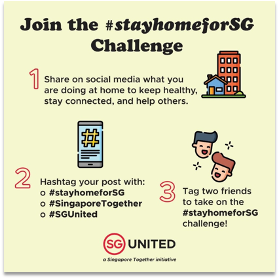 Join the #stayhomeforSG
Challenge
1
Share on social media what you
are doing at home to keep healthy,
stay connected, and help others.
#
2
Hashtag your post with:
o #stayhomeforSG
o #SingaporeTogether
o #SGUnited
3
Tag two friends
to take on the
#stayhomeforSG
challenge!
SG UNITED
a Singapore Together initiative